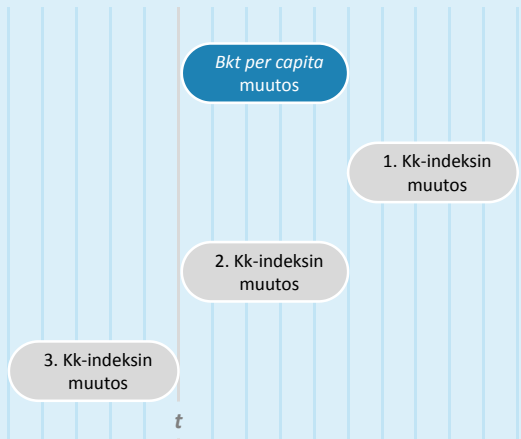 Bkt per capita
muutos
1. Kk-indeksin
muutos
2. Kk-indeksin
muutos
3. Kk-indeksin
muutos
t